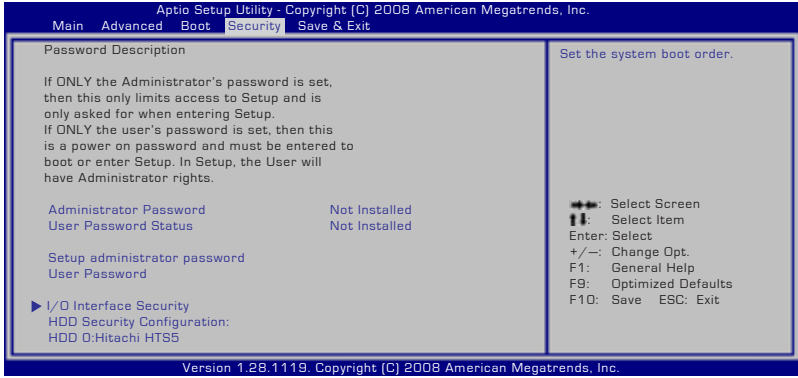 Aptio Setup Utility - Copyright (C) 2008 American Megatrends, Inc.
Main Advanced Boot Security Save & Exit
Password Description
If ONLY the Administrator's password is set,
then this only limits access to Setup and is
only asked for when entering Setup.
If ONLY the user's password is set, then this
is a power on password and must be entered to
boot or enter Setup. In Setup, the User will
have Administrator rights.
Administrator Password Not Installed
User Password Status Not Installed
Setup administrator password
User Password
I/O Interface Security
HDD Security Configuration:
HDD 0:Hitachi HTS5
Set the system boot order.
: Select Screen
: Select Item
Enter: Select
+/—: Change Opt.
F1: General Help
F9: Optimized Defaults
F10: Save ESC: Exit
Version 1.28.1119. Copyright (C) 2008 American Megatrends, Inc.